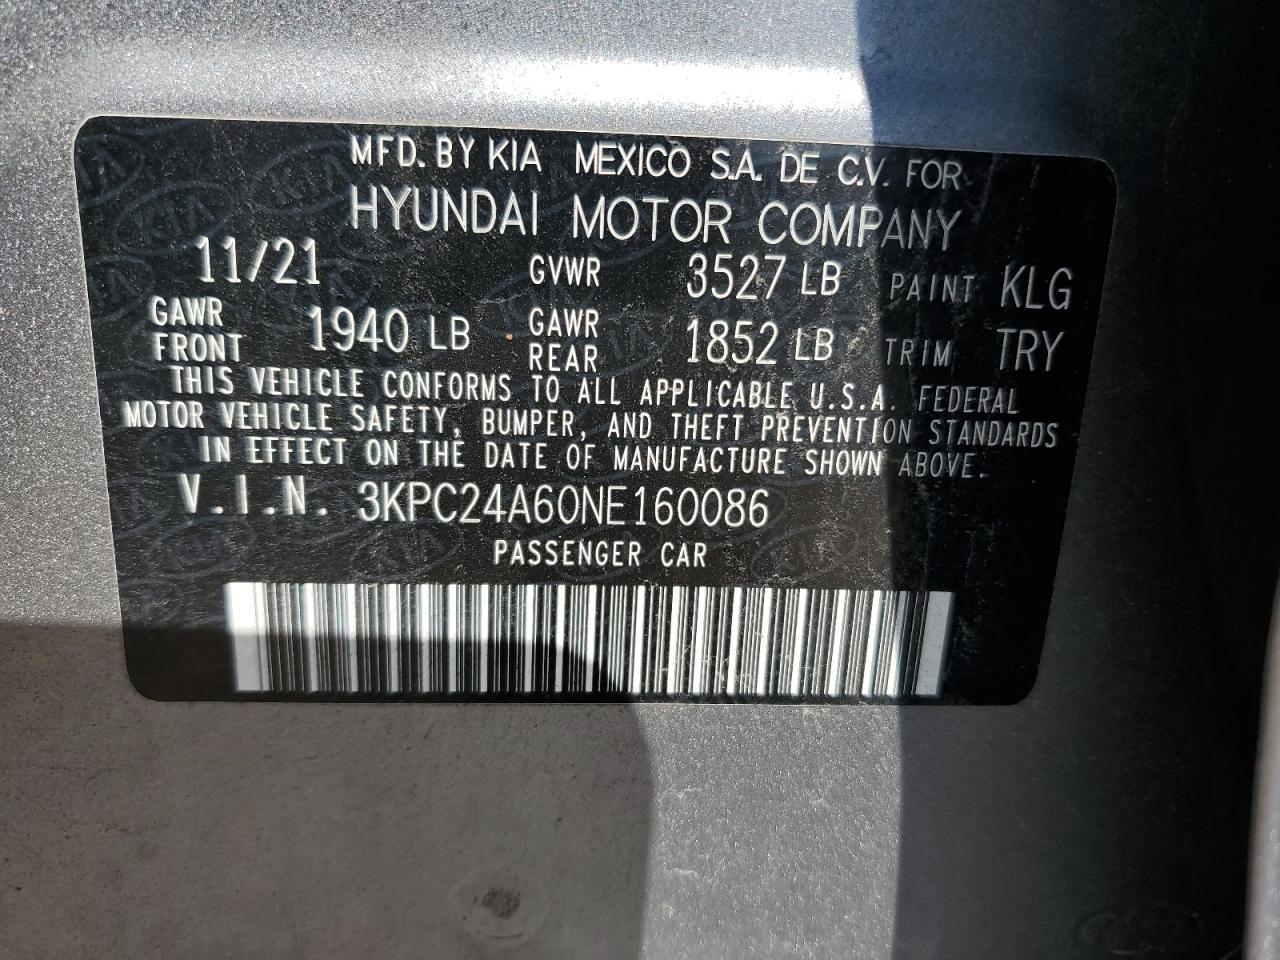 MFD. BY KIA MEXICO S.A. DE C.V. FOR
HYUNDAI MOTOR COMPANY
11/21 GVWR 3527 LB PAINT KLG
GAWR FRONT 1940 LB GAWR REAR 1852 LB TRIM TRY
THIS VEHICLE CONFORMS TO ALL APPLICABLE U.S.A. FEDERAL
MOTOR VEHICLE SAFETY, BUMPER, AND THEFT PREVENTION STANDARDS
IN EFFECT ON THE DATE OF MANUFACTURE SHOWN ABOVE.
V.I.N. 3KPC24A60NE160086
PASSENGER CAR